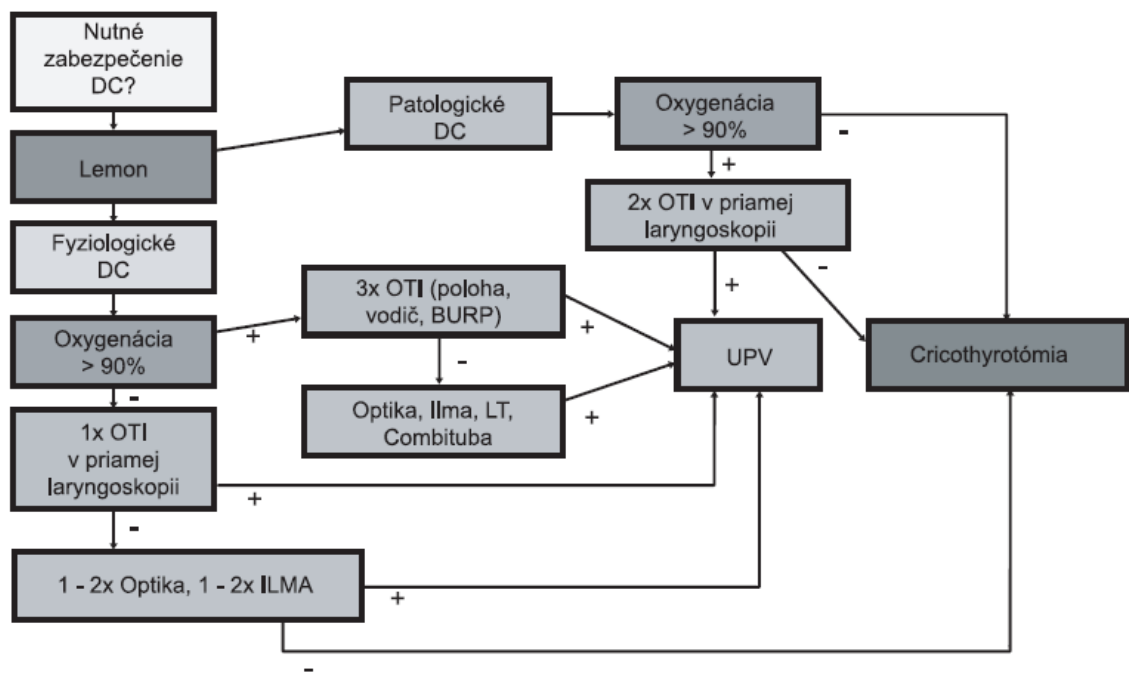 Nutné
zabezpečenie
DC?
Lemon
Patologické
DC
Oxygenácia
> 90%
-
+
2x OTI v priamej
laryngoskopii
+
-
Fyziologické
DC
Oxygenácia
> 90%
+
-
3x OTI (poloha,
vodič, BURP)
+
-
Optika, Ilma, LT,
Combituba
+
UPV
Cricothyrotómia
1x OTI
v priamej
laryngoskopii
+
-
1 - 2x Optika, 1 - 2x ILMA
+
-